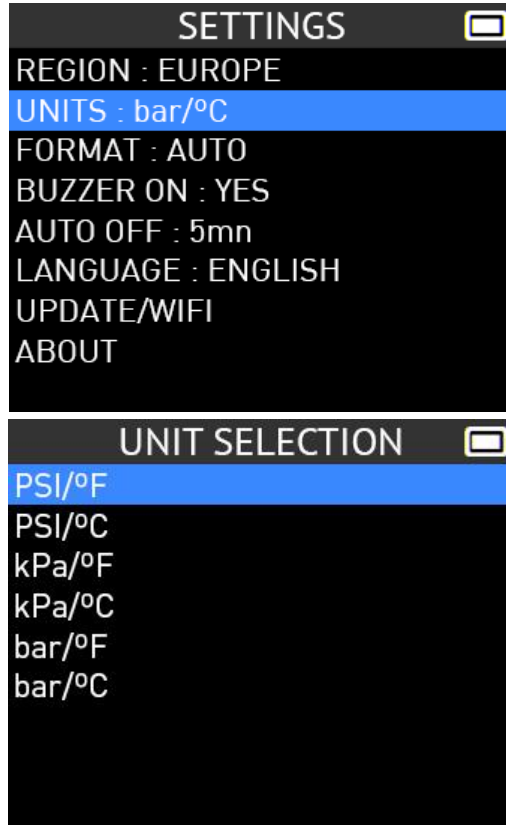 SETTINGS
REGION : EUROPE
UNITS : bar/ºC
FORMAT : AUTO
BUZZER ON : YES
AUTO OFF : 5mn
LANGUAGE : ENGLISH
UPDATE/WIFI
ABOUT
UNIT SELECTION
PSI/ºF
PSI/ºC
kPa/ºF
kPa/ºC
bar/ºF
bar/ºC